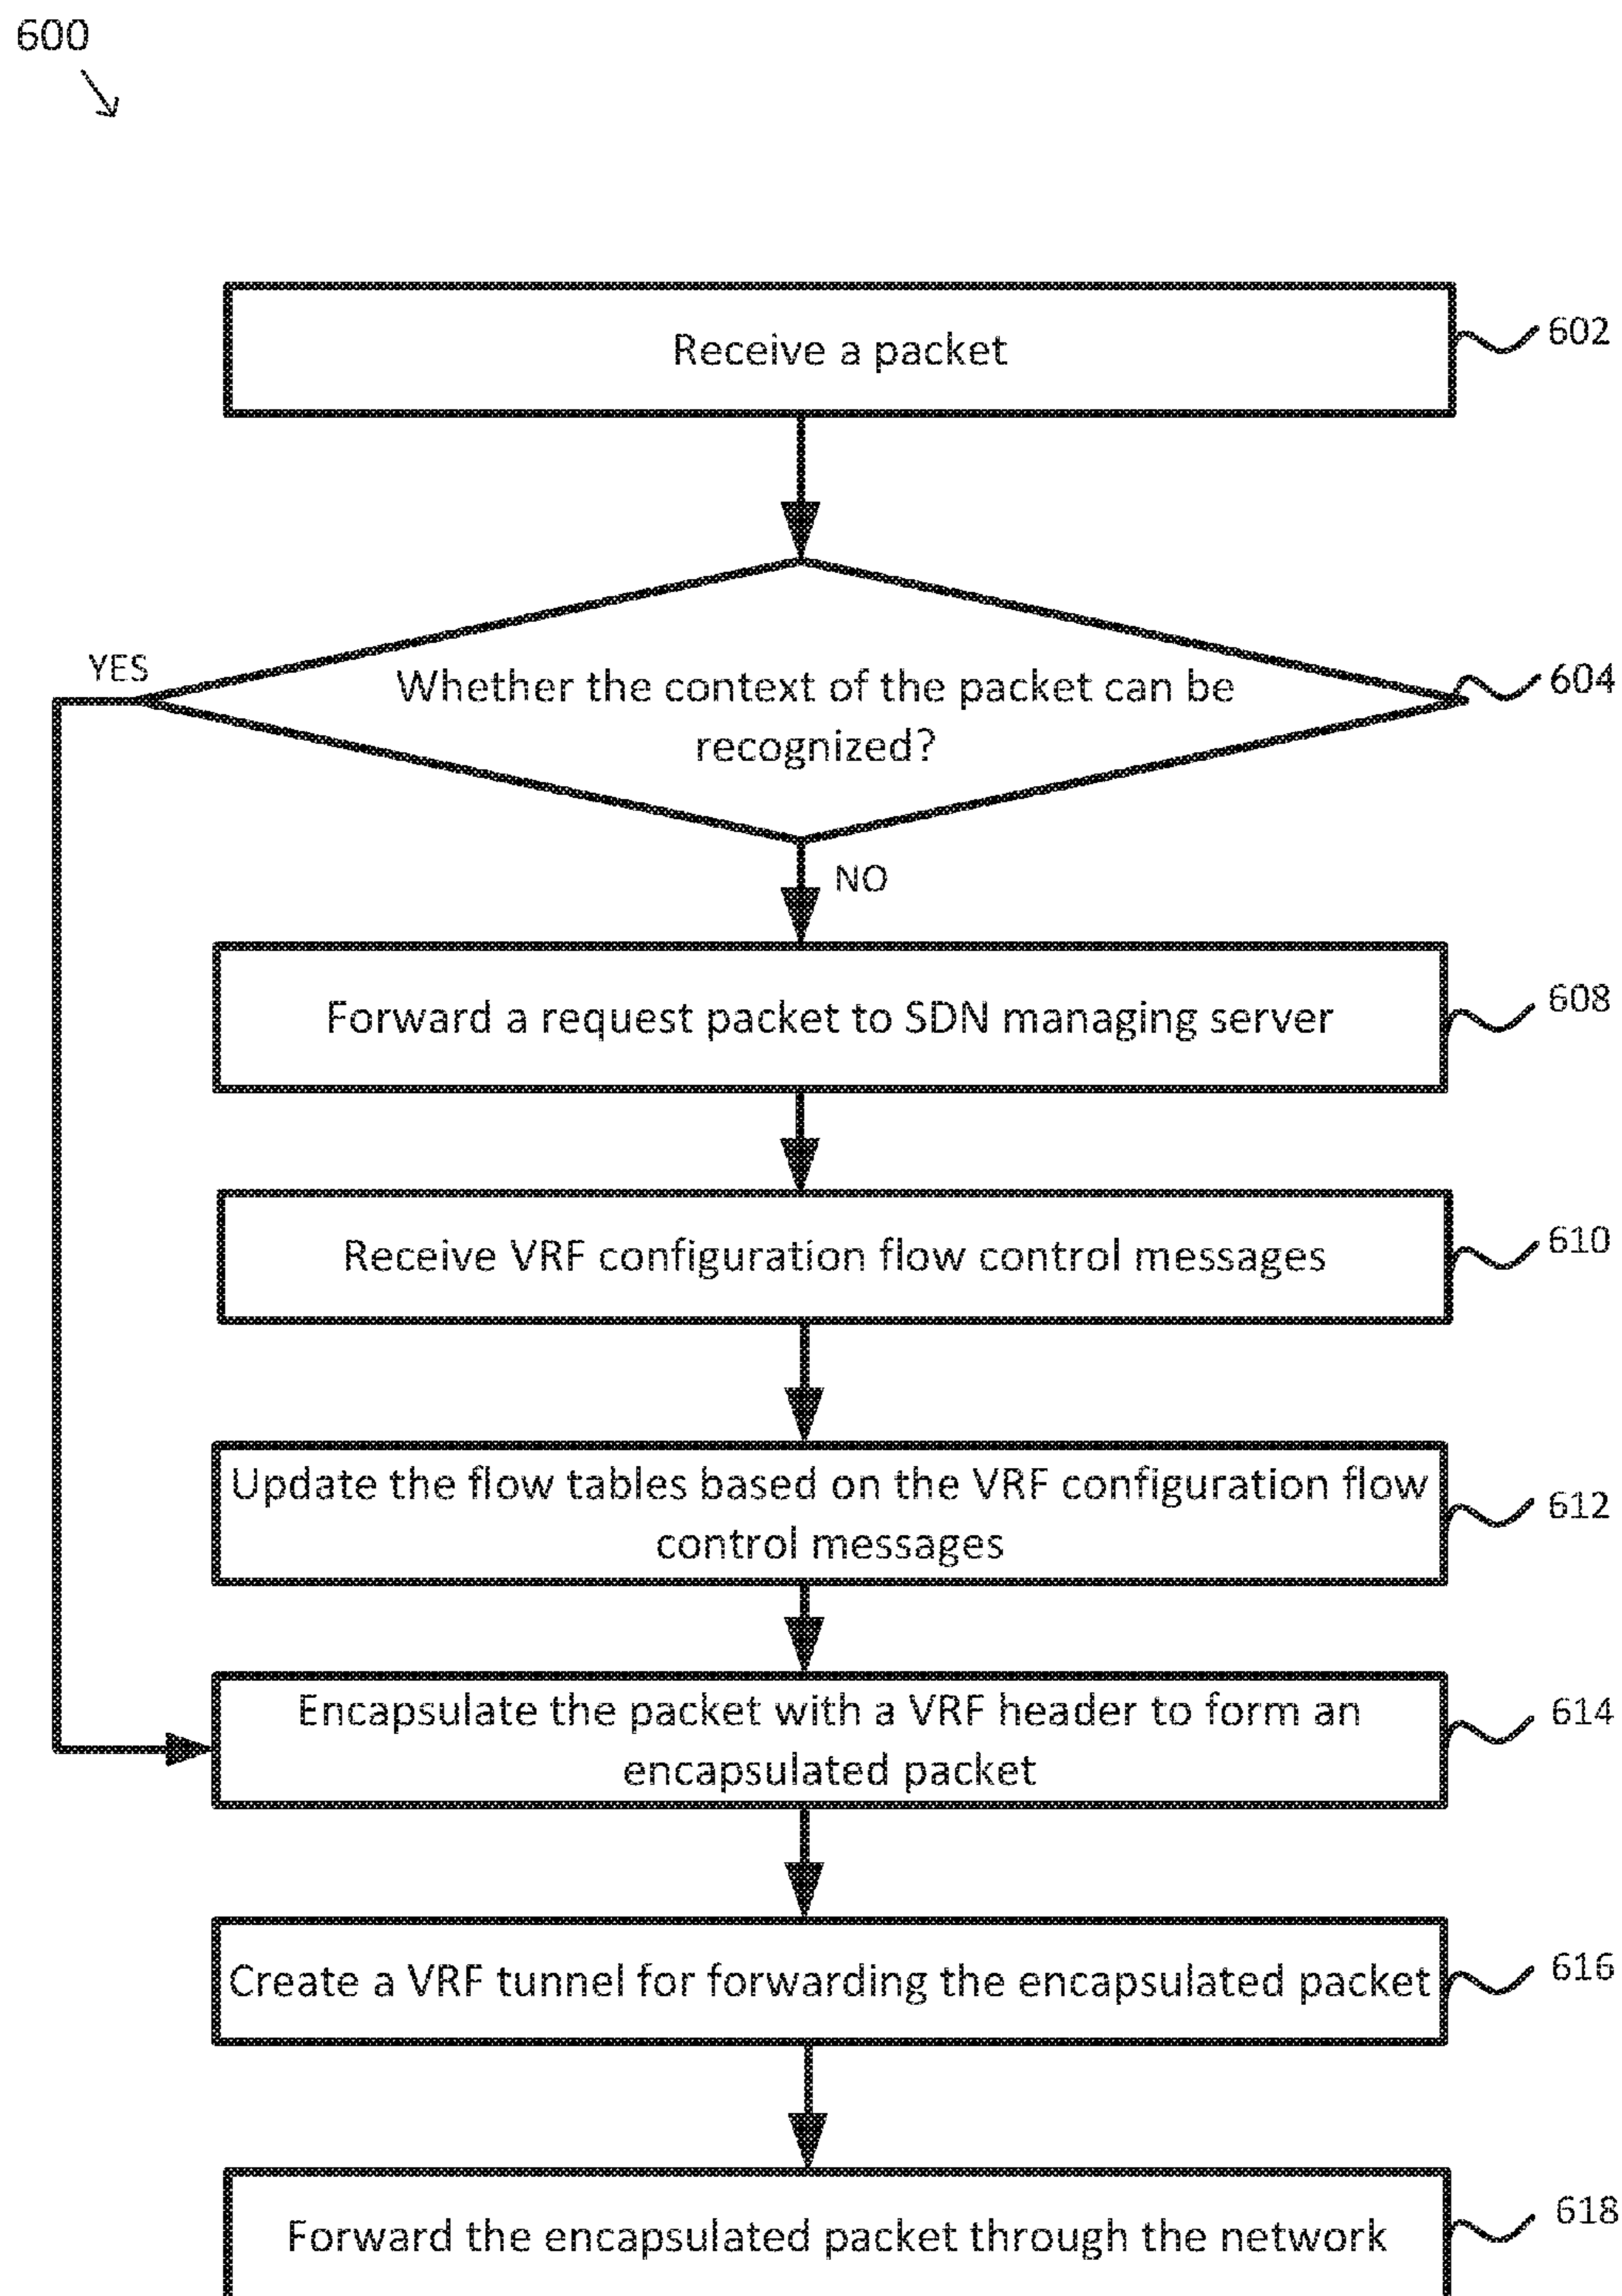 600
Receive a packet
602
YES
Whether the context of the packet can be
recognized?
604
NO
Forward a request packet to SDN managing server
608
Receive VRF configuration flow control messages
610
Update the flow tables based on the VRF configuration flow
control messages
612
Encapsulate the packet with a VRF header to form an
encapsulated packet
614
Create a VRF tunnel for forwarding the encapsulated packet
616
Forward the encapsulated packet through the network
618